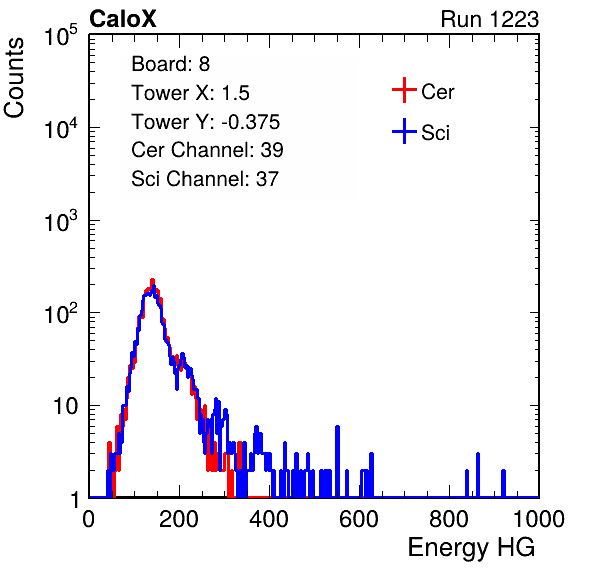 CaloX Run 1223
Board: 8
Tower X: 1.5
Tower Y: -0.375
Cer Channel: 39
Sci Channel: 37
Cer
Sci
Counts
10^5
10^4
10^3
10^2
10
1
0 200 400 600 800 1000
Energy HG